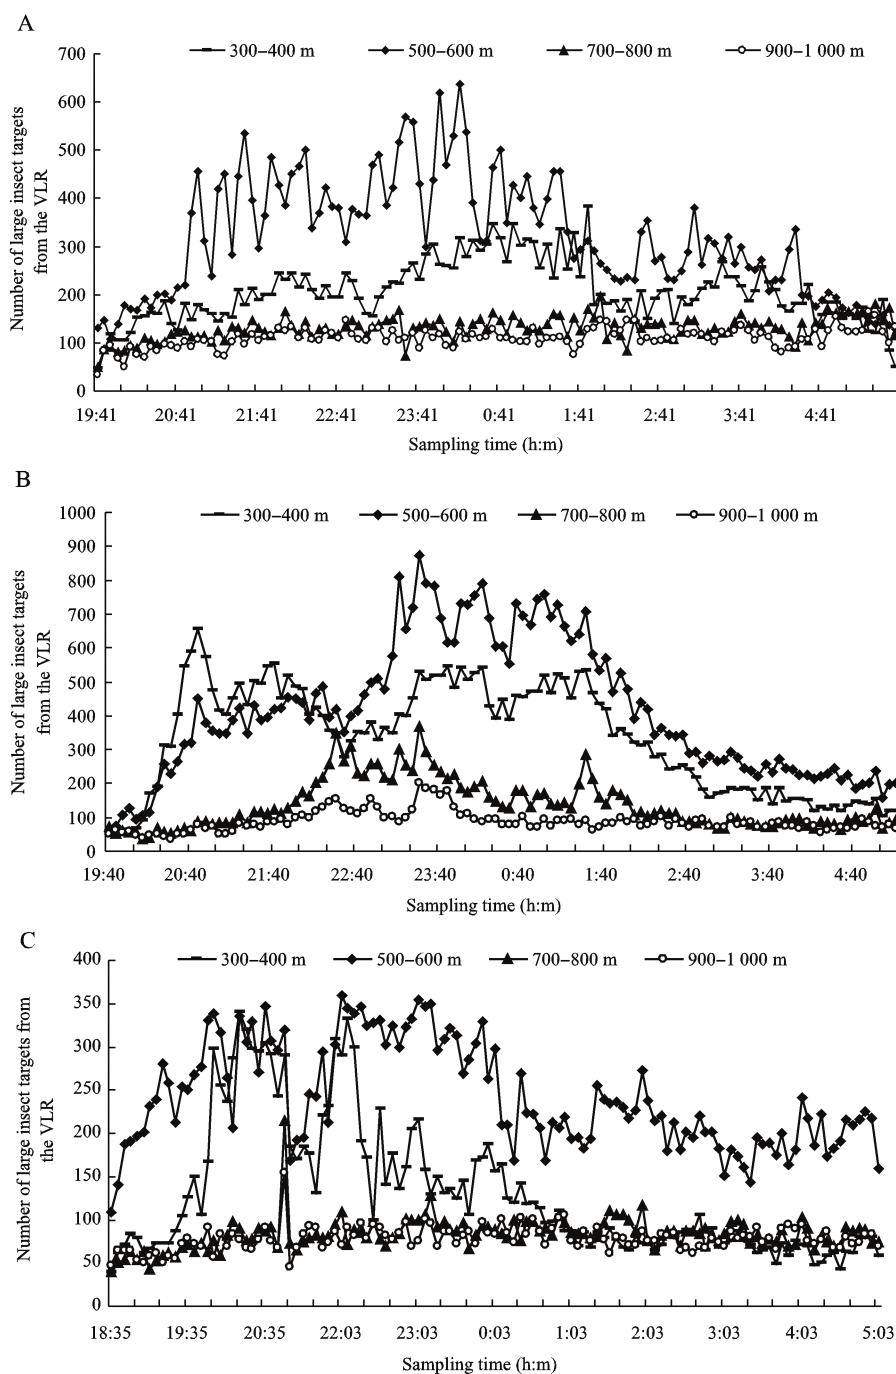 A
300–400 m 500–600 m 700–800 m 900–1 000 m
Number of large insect targets
from the VLR
700
600
500
400
300
200
100
0
19:41 20:41 21:41 22:41 23:41 0:41 1:41 2:41 3:41 4:41
Sampling time (h:m)
B
300–400 m 500–600 m 700–800 m 900–1 000 m
Number of large insect targets
from the VLR
1000
900
800
700
600
500
400
300
200
100
0
19:40 20:40 21:40 22:40 23:40 0:40 1:40 2:40 3:40 4:40
Sampling time (h:m)
C
300–400 m 500–600 m 700–800 m 900–1 000 m
Number of large insect targets from
the VLR
400
350
300
250
200
150
100
50
0
18:35 19:35 20:35 22:03 23:03 0:03 1:03 2:03 3:03 4:03 5:03
Sampling time (h:m)